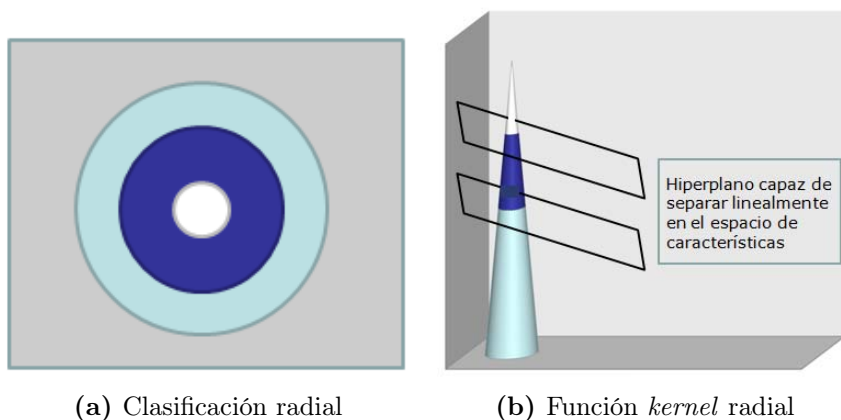 Hiperplano capaz de
separar linealmente
en el espacio de
características
(a) Clasificación radial
(b) Función kernel radial